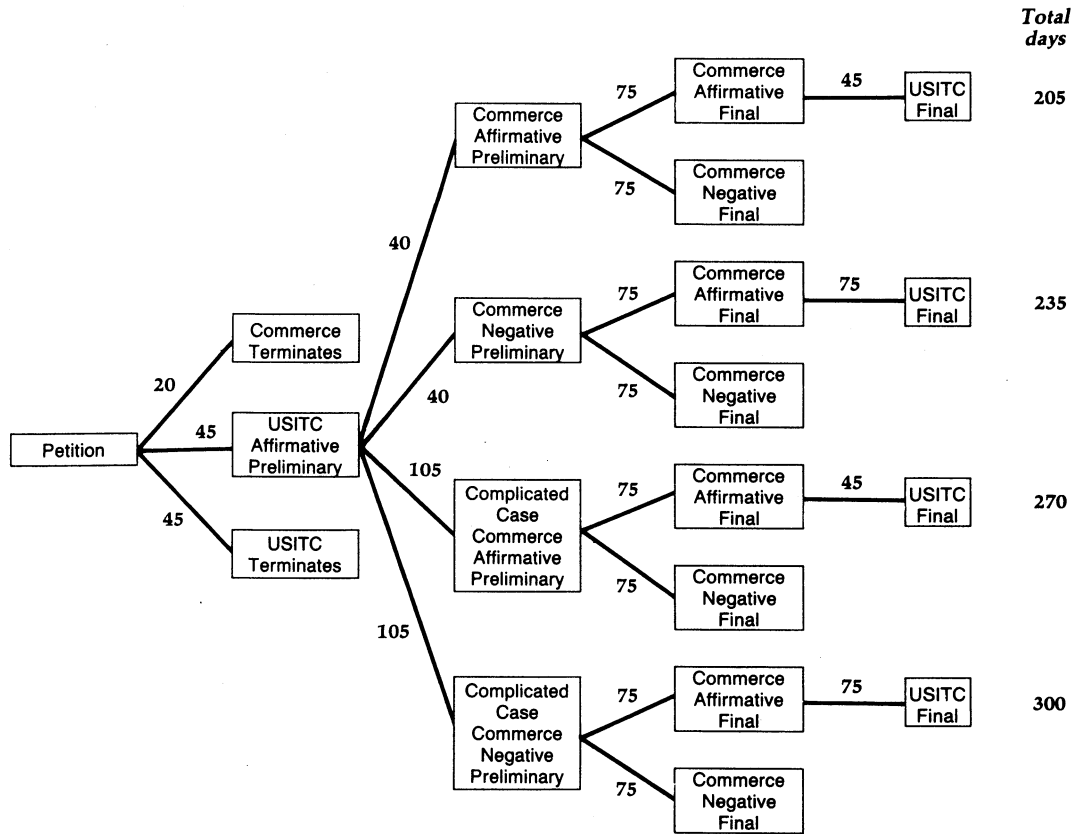 Total
days
Commerce
Affirmative
Preliminary
75
Commerce
Affirmative
Final
45
USITC
Final
205
75
Commerce
Negative
Final
40
Commerce
Negative
Preliminary
75
Commerce
Affirmative
Final
75
USITC
Final
235
75
Commerce
Negative
Final
40
Petition
20
Commerce
Terminates
45
USITC
Affirmative
Preliminary
45
USITC
Terminates
105
Complicated
Case
Commerce
Affirmative
Preliminary
75
Commerce
Affirmative
Final
45
USITC
Final
270
75
Commerce
Negative
Final
105
Complicated
Case
Commerce
Negative
Preliminary
75
Commerce
Affirmative
Final
75
USITC
Final
300
75
Commerce
Negative
Final